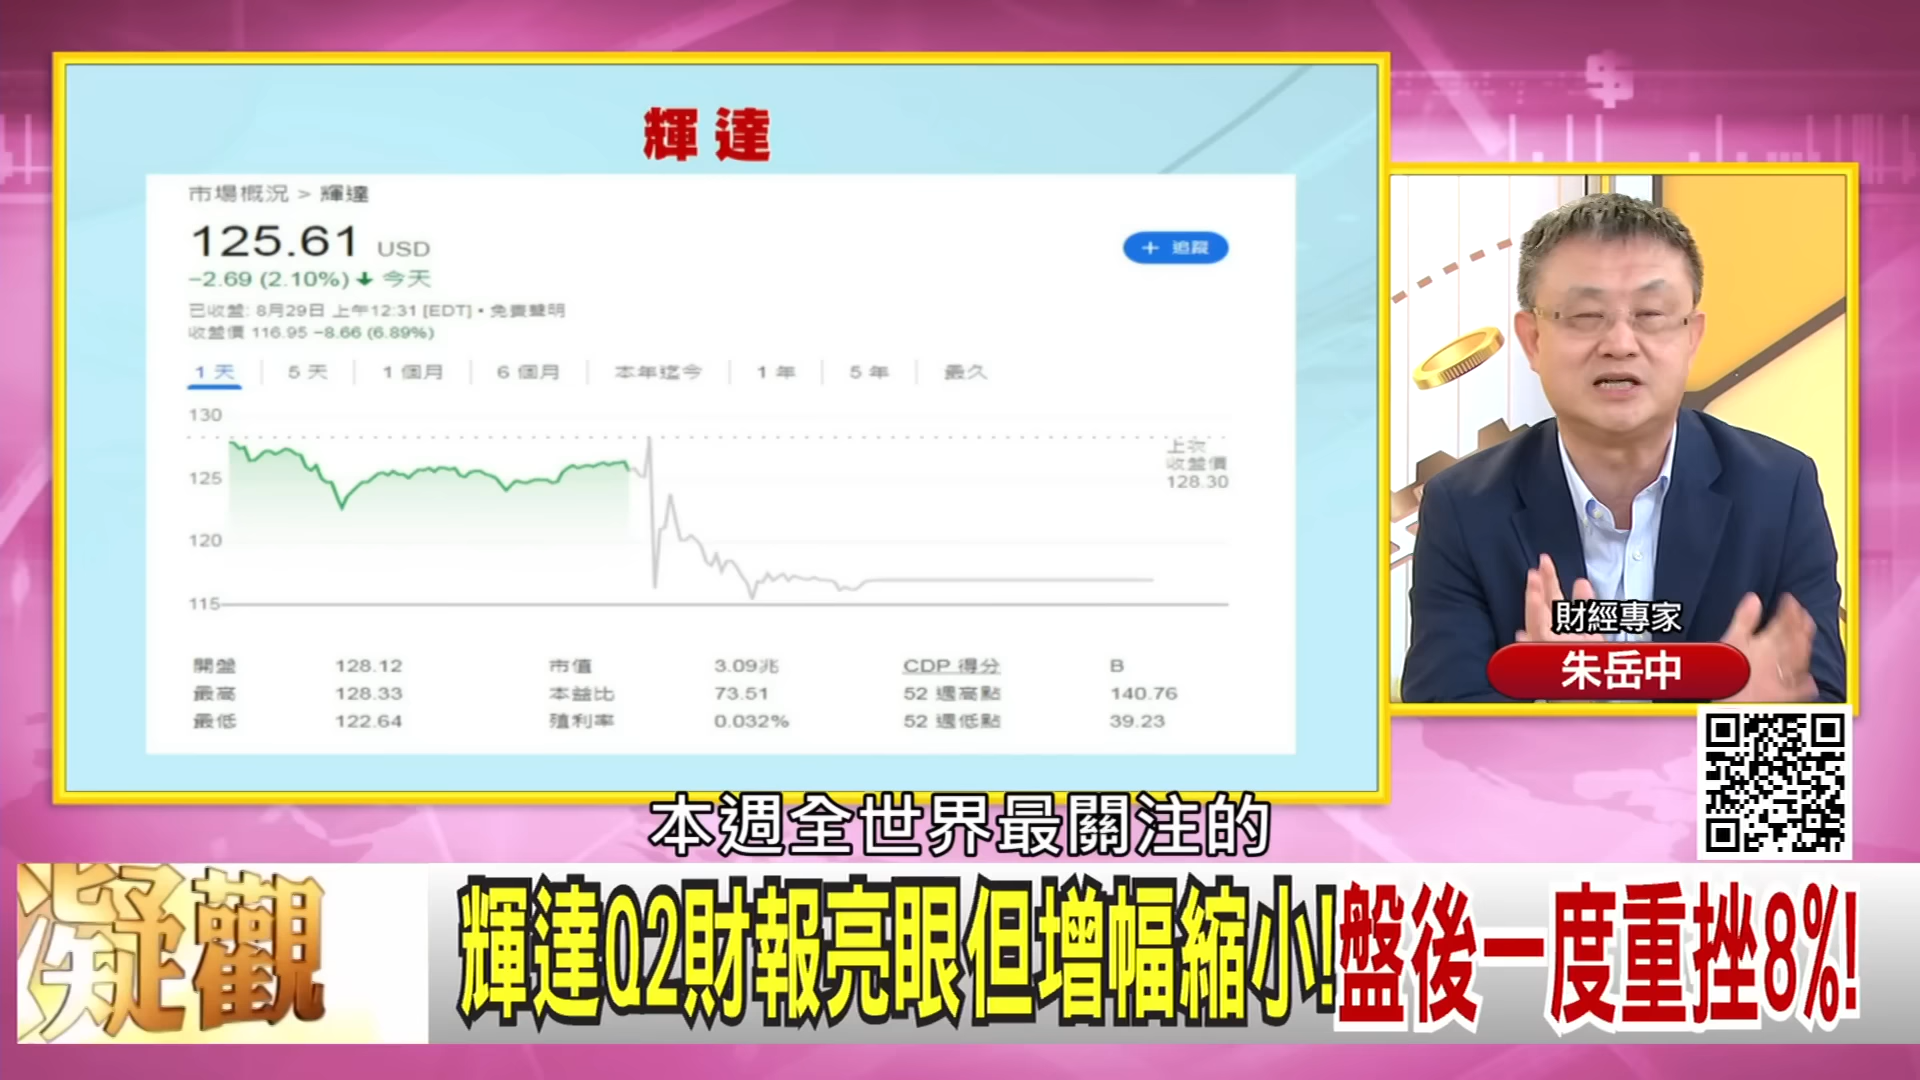 輝達
市場概況 > 輝達
125.61 USD
+ 追蹤
−2.69 (2.10%) ↓ 今天
已收盤: 8月29日 上午12:31 [EDT] • 免責聲明
收盤價 116.95 −8.66 (6.89%)
1 天 5 天 1 個月 6 個月 本年迄今 1 年 5 年 最久
130
125
120
115
上次
收盤價
128.30
開盤 128.12 市值 3.09兆 CDP 得分 B
最高 128.33 本益比 73.51 52 週高點 140.76
最低 122.64 殖利率 0.032% 52 週低點 39.23
財經專家
朱岳中
本週全世界最關注的
凝觀
輝達Q2財報亮眼但增幅縮小!盤後一度重挫8%!